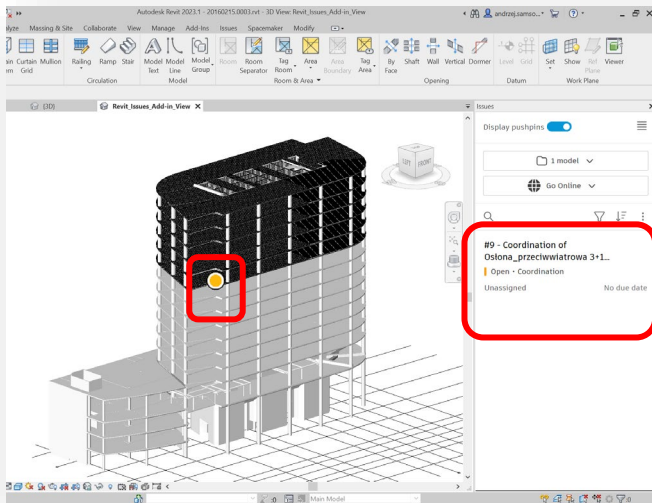 Autodesk Revit 2023.1 - 20160215.0003.rvt - 3D View: Revit_Issues_Add-in_View
andrzej.samso...
alyze Massing & Site Collaborate View Manage Add-Ins Issues Spacemaker Modify
Curtain Mullion Railing Ramp Stair Model Model Model Room Room Tag Area Area Tag By Shaft Wall Vertical Dormer Level Grid Set Show Ref Viewer
Grid Text Line Group Separator Room Boundary Area Face Plane
Circulation Model Room & Area Opening Datum Work Plane
{3D} Revit_Issues_Add-in_View X
Issues
Display pushpins
LEFT FRONT
1 model
Go Online
#9 - Coordination of
Osłona_przeciwwiatrowa 3+1...
Open · Coordination
Unassigned No due date
:0 Main Model
:0